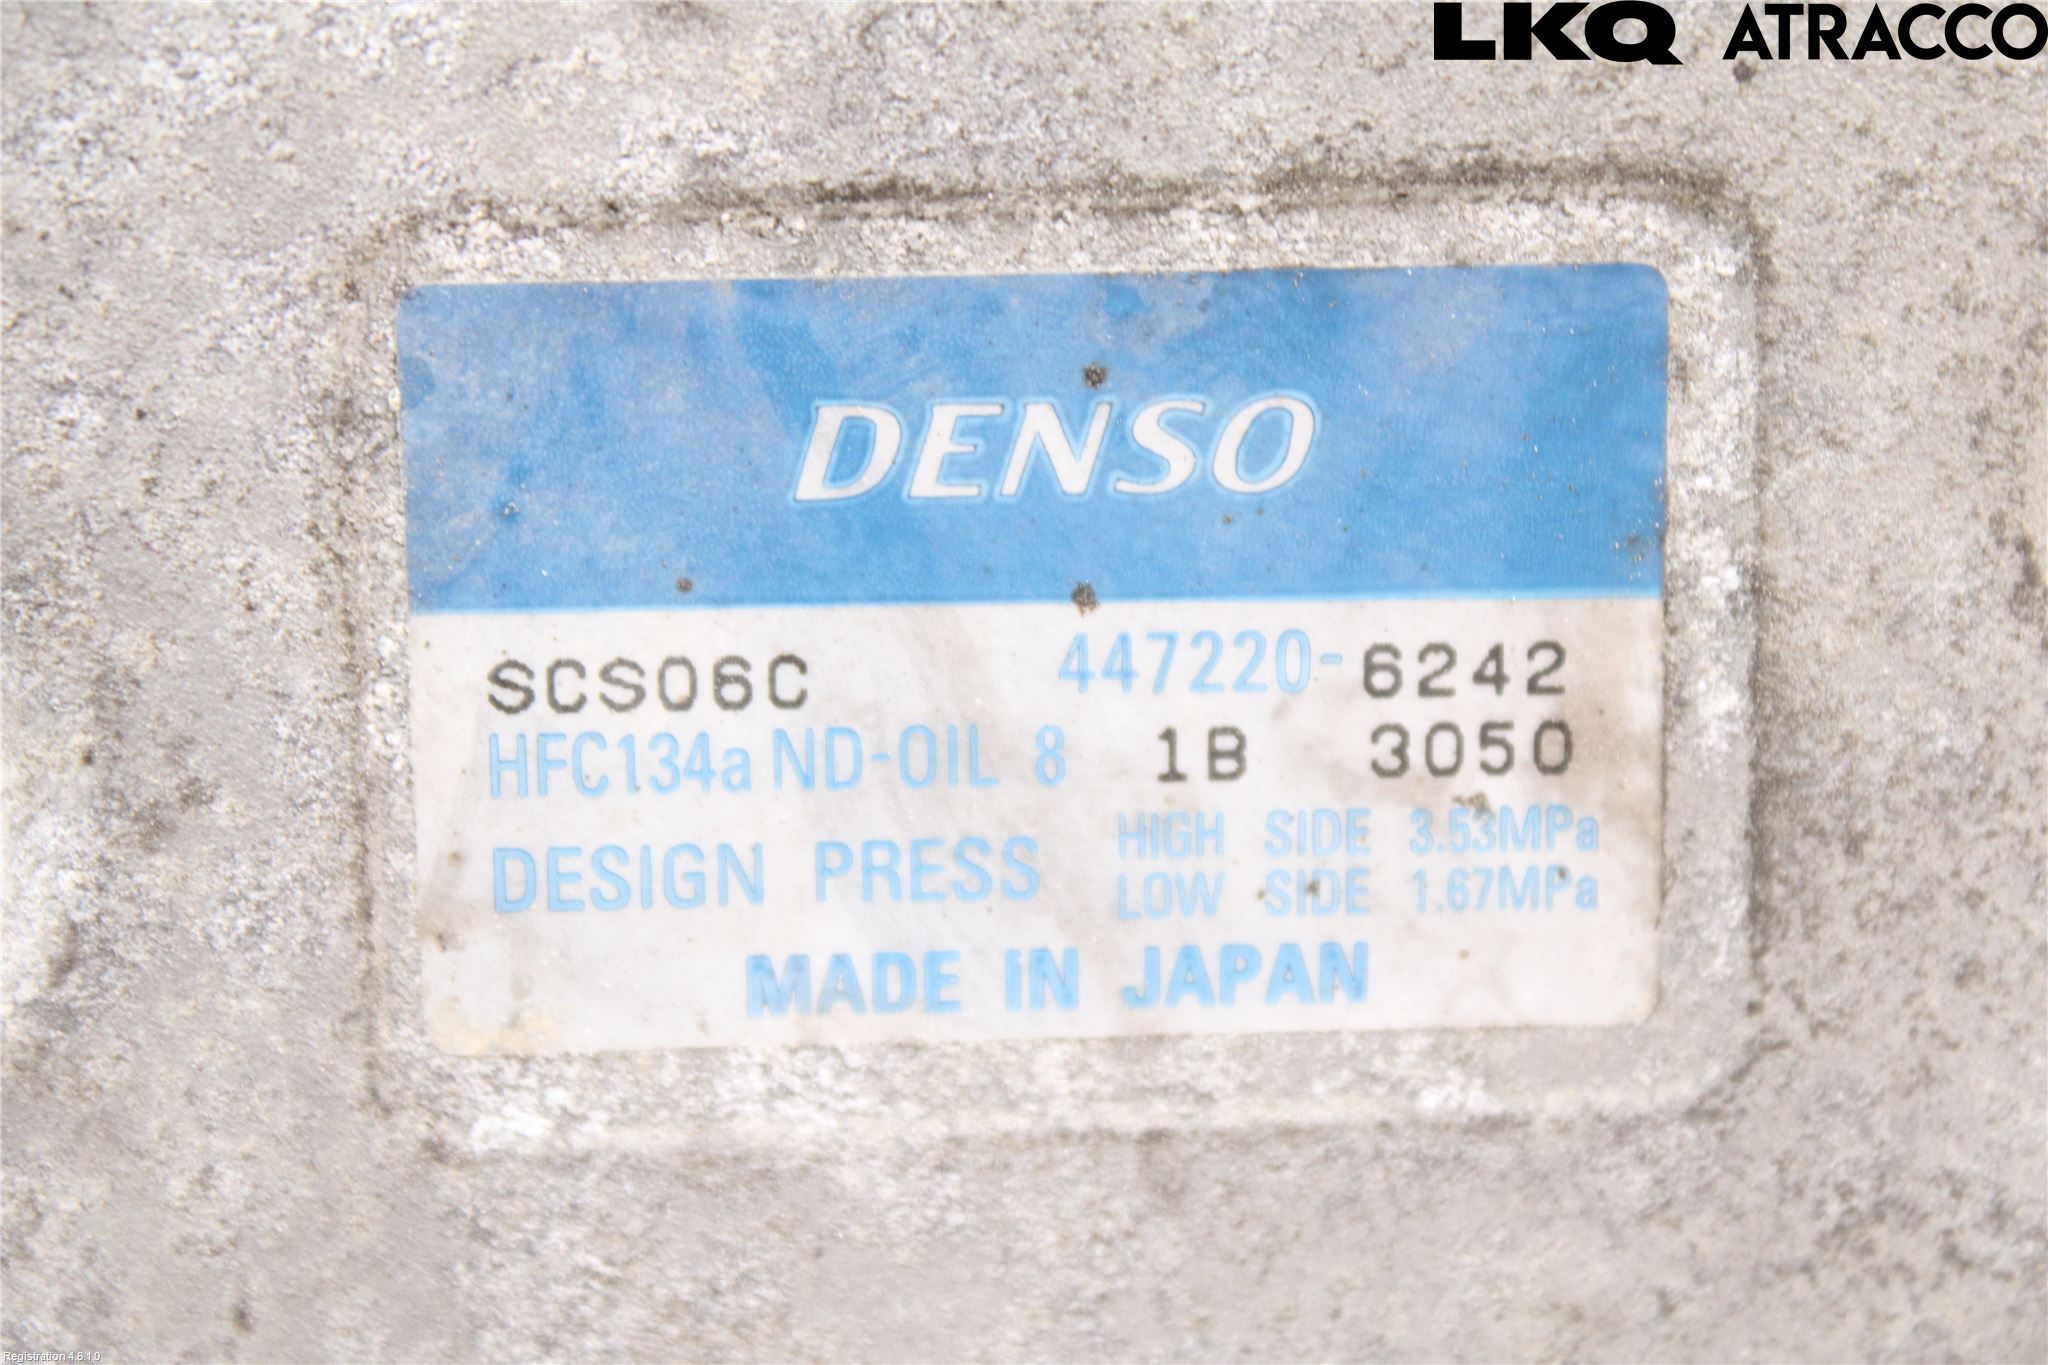 LKQ ATRACCO
DENSO
SCS06C 447220-6242
HFC134a ND-OIL 8 1B 3050
DESIGN PRESS HIGH SIDE 3.53MPa
LOW SIDE 1.67MPa
MADE IN JAPAN
Registration 4.6.1.0